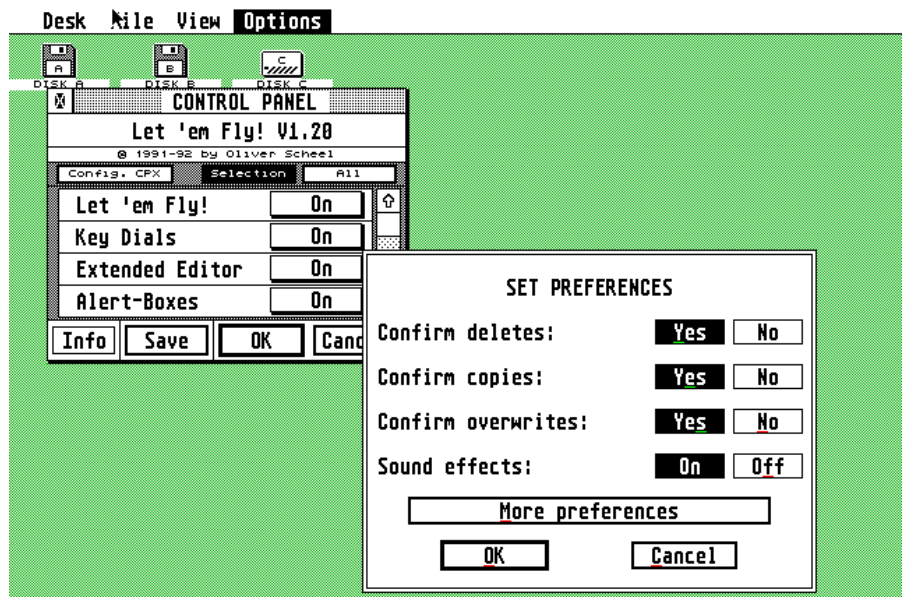 Desk File View Options
A B C
DISK A DISK B DISK C
CONTROL PANEL
Let 'em Fly! V1.20
@ 1991-92 by Oliver Scheel
Config. CPX Selection All
Let 'em Fly! On
Key Dials On
Extended Editor On
Alert-Boxes On
Info Save OK Canc
SET PREFERENCES
Confirm deletes: Yes No
Confirm copies: Yes No
Confirm overwrites: Yes No
Sound effects: On Off
More preferences
OK Cancel